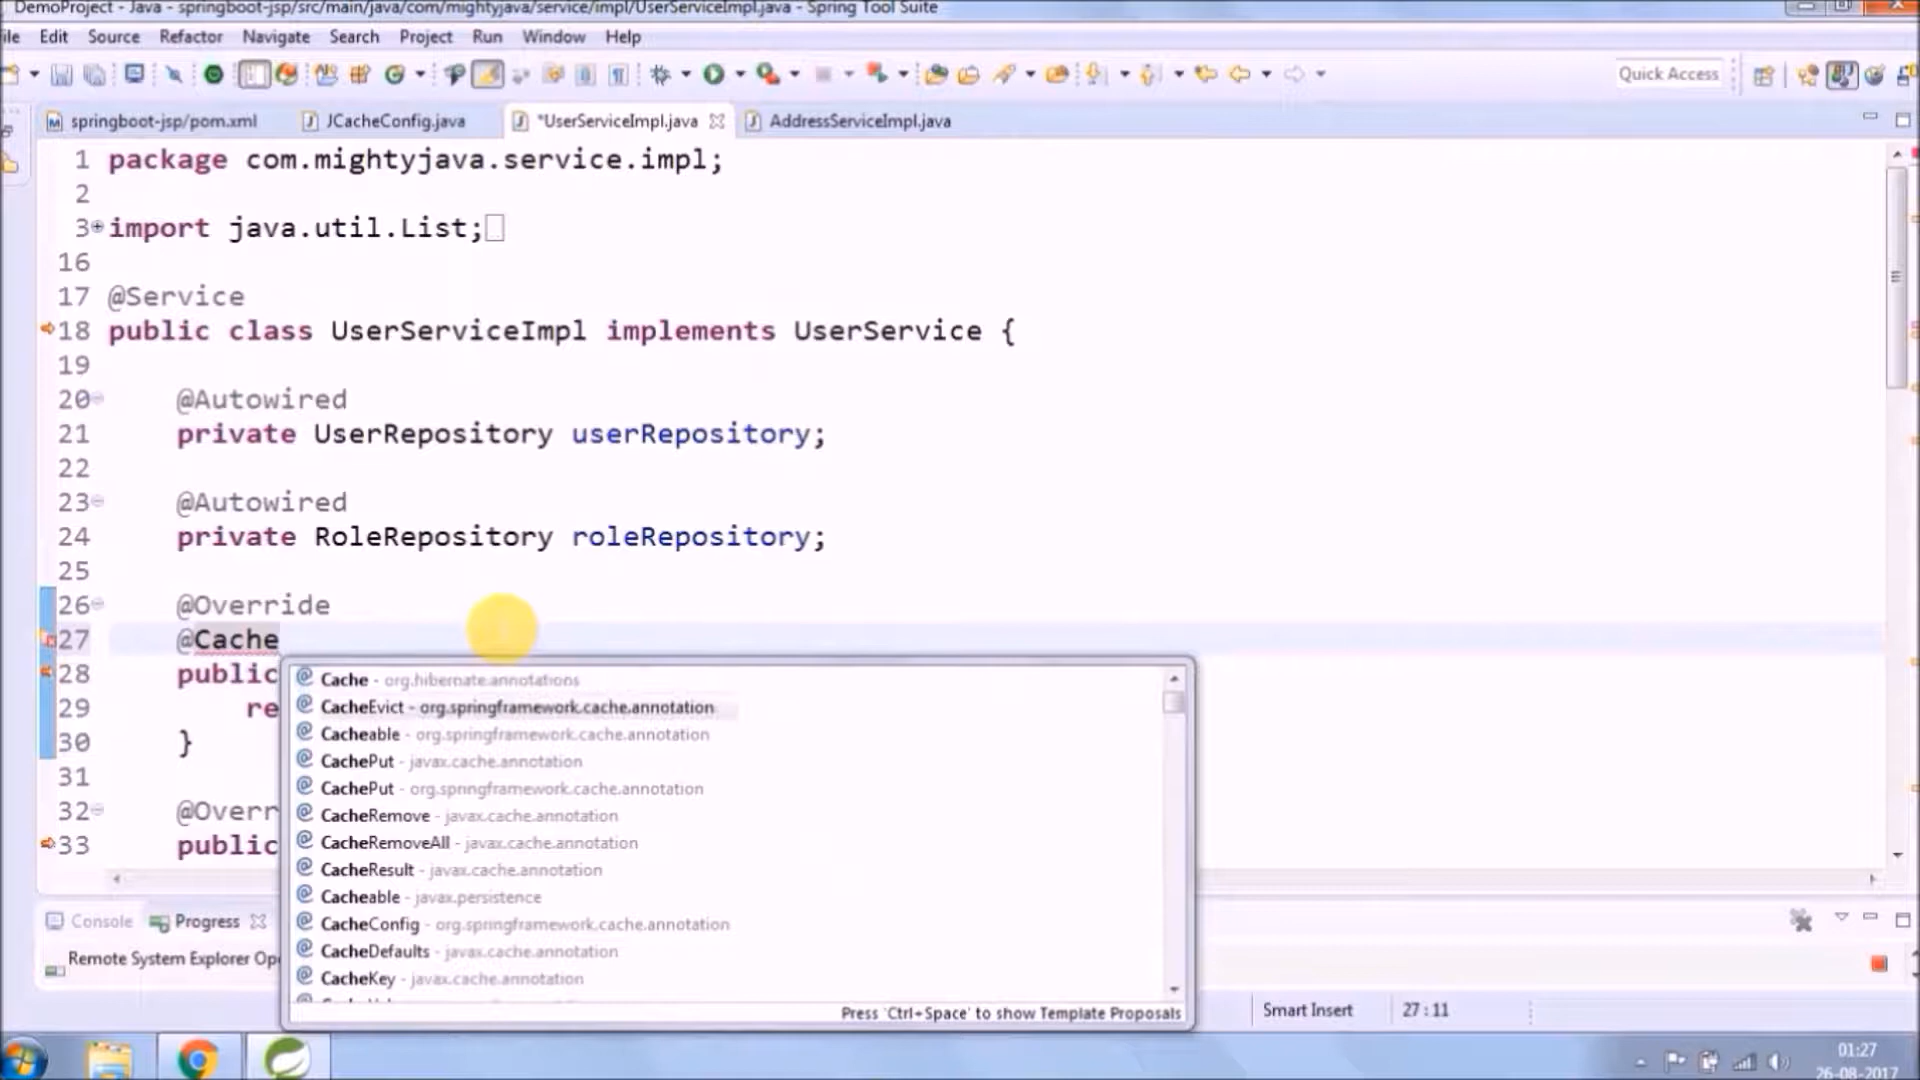 DemoProject - Java - springboot-jsp/src/main/java/com/mightyjava/service/impl/UserServiceImpl.java - Spring Tool Suite
ile Edit Source Refactor Navigate Search Project Run Window Help
Quick Access
springboot-jsp/pom.xml JCacheConfig.java *UserServiceImpl.java AddressServiceImpl.java
1 package com.mightyjava.service.impl;
2
3 import java.util.List;
16
17 @Service
18 public class UserServiceImpl implements UserService {
19
20 @Autowired
21 private UserRepository userRepository;
22
23 @Autowired
24 private RoleRepository roleRepository;
25
26 @Override
27 @Cache
28 public
29 re
30 }
31
32 @Overr
33 public
Cache - org.hibernate.annotations
CacheEvict - org.springframework.cache.annotation
Cacheable - org.springframework.cache.annotation
CachePut - javax.cache.annotation
CachePut - org.springframework.cache.annotation
CacheRemove - javax.cache.annotation
CacheRemoveAll - javax.cache.annotation
CacheResult - javax.cache.annotation
Cacheable - javax.persistence
CacheConfig - org.springframework.cache.annotation
CacheDefaults - javax.cache.annotation
CacheKey - javax.cache.annotation
Press 'Ctrl+Space' to show Template Proposals
Console Progress
Remote System Explorer Ope
Smart Insert 27 : 11
01:27
26-08-2017